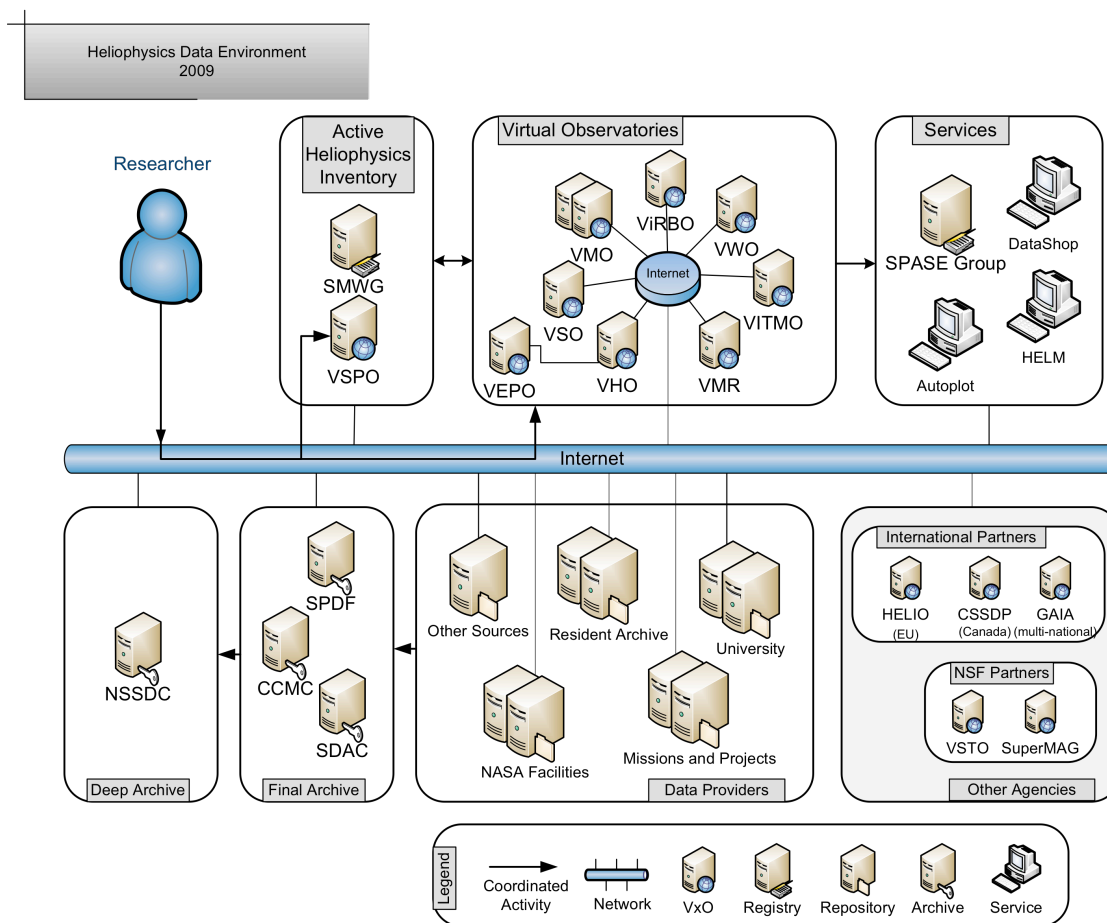 Heliophysics Data Environment
2009
Researcher
Active
Heliophysics
Inventory
SMWG
VSPO
Virtual Observatories
ViRBO
VMO
VWO
Internet
VSO
VITMO
VEPO
VHO
VMR
Services
DataShop
SPASE Group
HELM
Autoplot
Internet
NSSDC
Deep Archive
SPDF
CCMC
SDAC
Final Archive
Other Sources
Resident Archive
University
NASA Facilities
Missions and Projects
Data Providers
International Partners
HELIO
(EU)
CSSDP
(Canada)
GAIA
(multi-national)
NSF Partners
VSTO
SuperMAG
Other Agencies
Legend
Coordinated
Activity
Network
VxO
Registry
Repository
Archive
Service